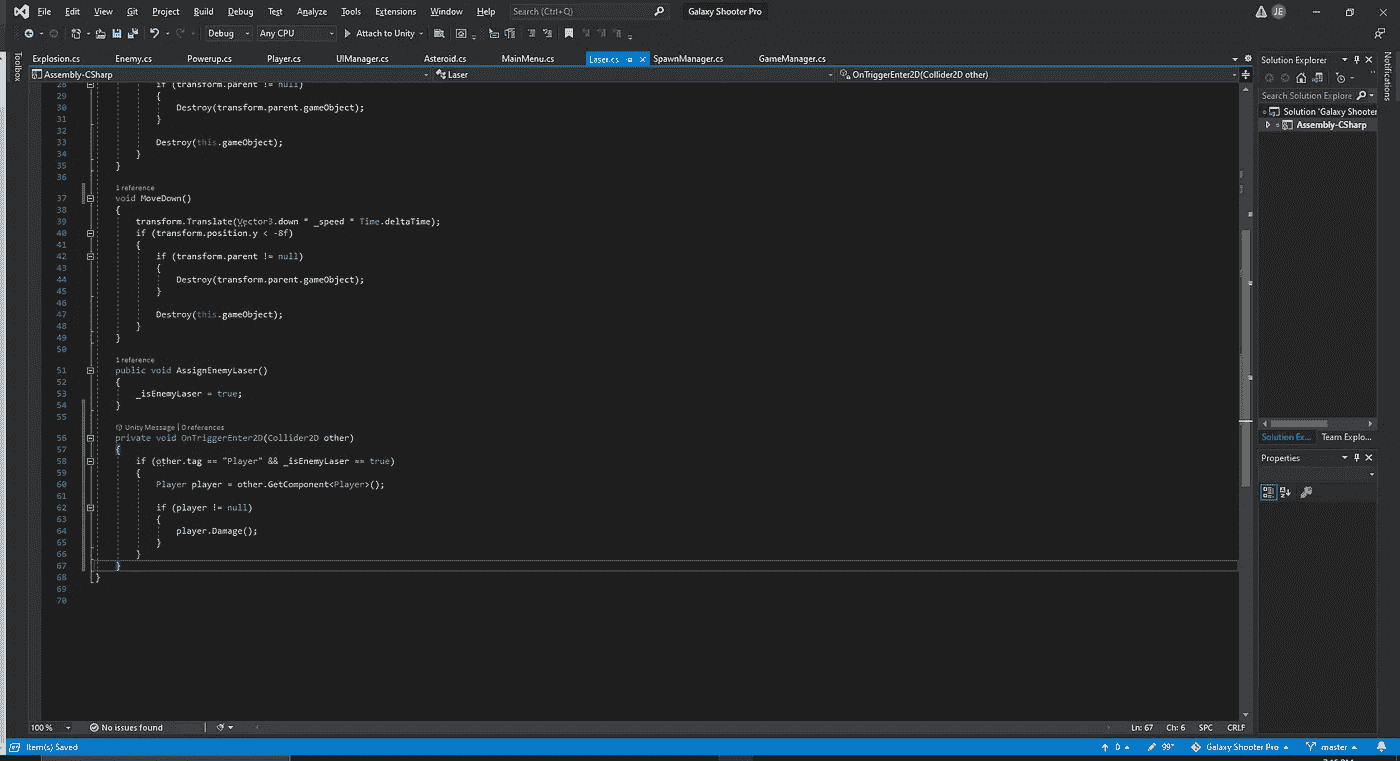 File Edit View Git Project Build Debug Test Analyze Tools Extensions Window Help Search (Ctrl+Q) Galaxy Shooter Pro JE
Debug Any CPU Attach to Unity
Explosion.cs Enemy.cs Powerup.cs Player.cs UIManager.cs Asteroid.cs MainMenu.cs Laser.cs SpawnManager.cs GameManager.cs
Assembly-CSharp Laser OnTriggerEnter2D(Collider2D other)
Toolbox
28 if (transform.parent != null)
29 {
30 Destroy(transform.parent.gameObject);
31 }
32
33 Destroy(this.gameObject);
34 }
35 }
36
1 reference
37 void MoveDown()
38 {
39 transform.Translate(Vector3.down * _speed * Time.deltaTime);
40 if (transform.position.y < -8f)
41 {
42 if (transform.parent != null)
43 {
44 Destroy(transform.parent.gameObject);
45 }
46
47 Destroy(this.gameObject);
48 }
49 }
50
1 reference
51 public void AssignEnemyLaser()
52 {
53 _isEnemyLaser = true;
54 }
55
Unity Message | 0 references
56 private void OnTriggerEnter2D(Collider2D other)
57 {
58 if (other.tag == "Player" && _isEnemyLaser == true)
59 {
60 Player player = other.GetComponent<Player>();
61
62 if (player != null)
63 {
64 player.Damage();
65 }
66 }
67 }
68 }
69
70
Solution Explorer
Search Solution Explore
Solution 'Galaxy Shooter
Assembly-CSharp
Solution Ex... Team Explo...
Properties
Notifications
100 % No issues found Ln: 67 Ch: 6 SPC CRLF
Item(s) Saved 0 Galaxy Shooter Pro master